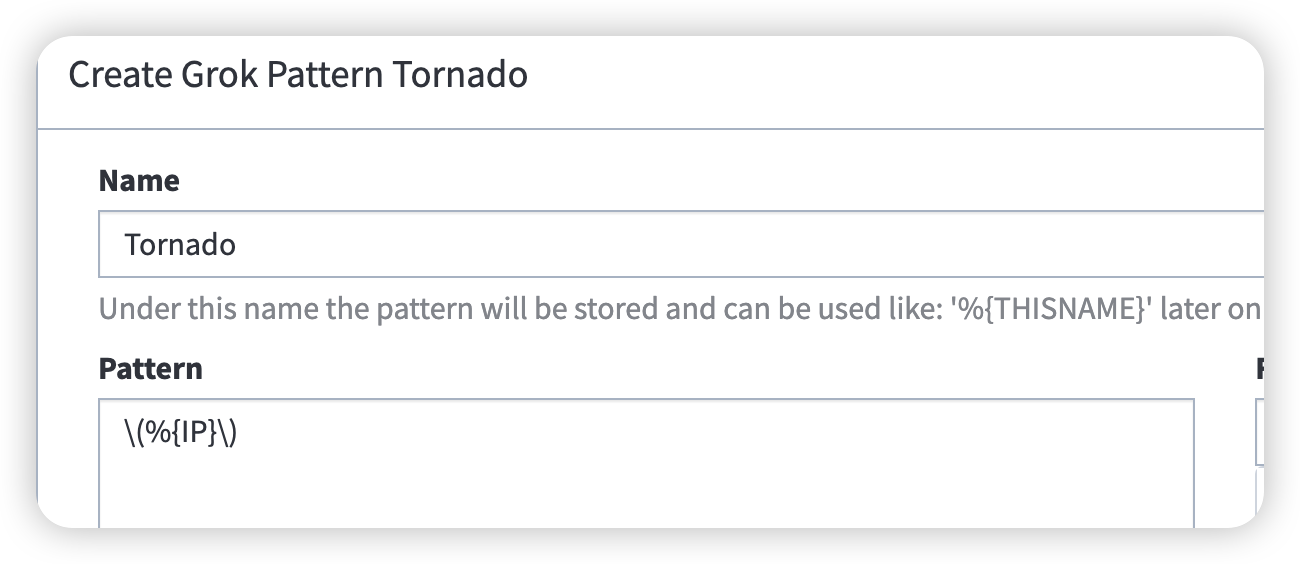 Create Grok Pattern Tornado
Name
Tornado
Under this name the pattern will be stored and can be used like: '%{THISNAME}' later on
Pattern
\(%{IP}\)